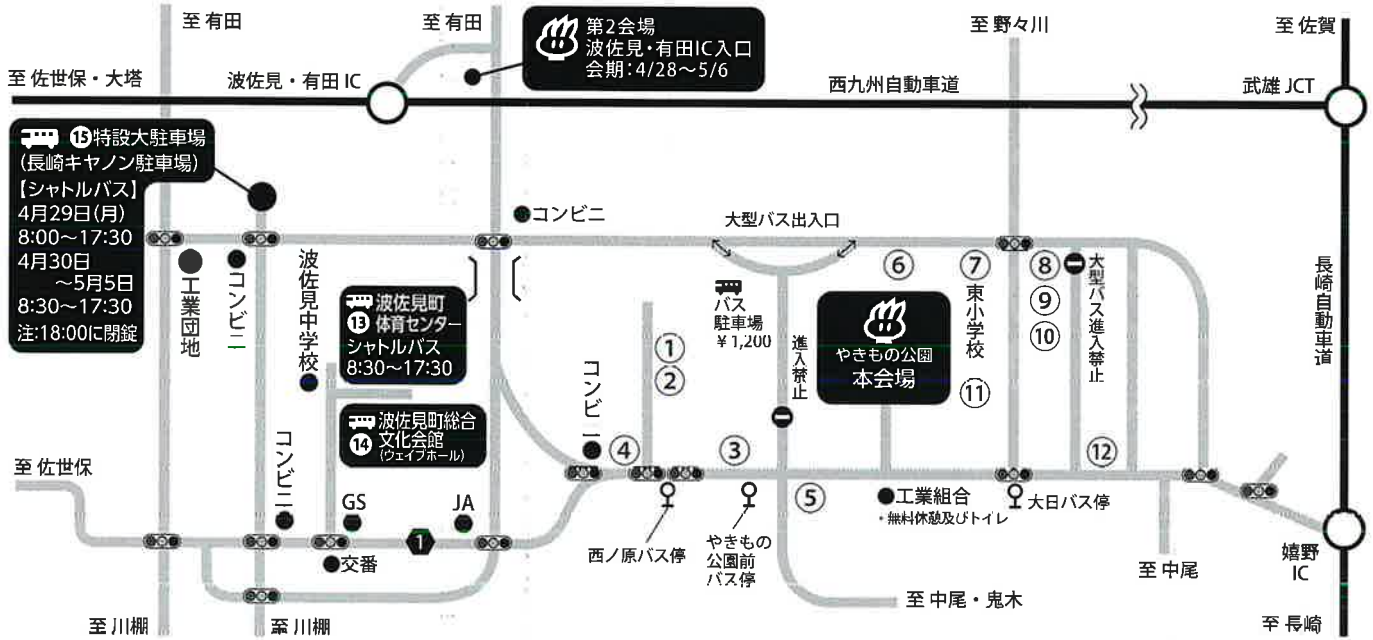 至 有田
至 有田
第2会場
波佐見・有田IC入口
会期:4/28～5/6
至 野々川
至 佐賀
至 佐世保・大塔
波佐見・有田 IC
西九州自動車道
武雄 JCT
⑮特設大駐車場
(長崎キヤノン駐車場)
【シャトルバス】
4月29日(月)
8:00～17:30
4月30日
～5月5日
8:30～17:30
注:18:00に閉錠
コンビニ
大型バス出入口
工業団地
コンビニ
波佐見中学校
波佐見町
⑬ 体育センター
シャトルバス
8:30～17:30
バス
駐車場
¥1,200
進入禁止
⑥
⑦
東小学校
⑪
⑧
⑨
⑩
大型バス進入禁止
長崎自動車道
①
②
やきもの公園
本会場
コンビニ
波佐見町総合
⑭ 文化会館
(ウェイブホール)
④
③
⑤
⑫
至 佐世保
コンビニ
GS
JA
1
交番
工業組合
・無料休憩及びトイレ
大日バス停
西ノ原バス停
やきもの
公園前
バス停
嬉野
IC
至 中尾
至 中尾・鬼木
至 川棚
至 川棚
至 長崎